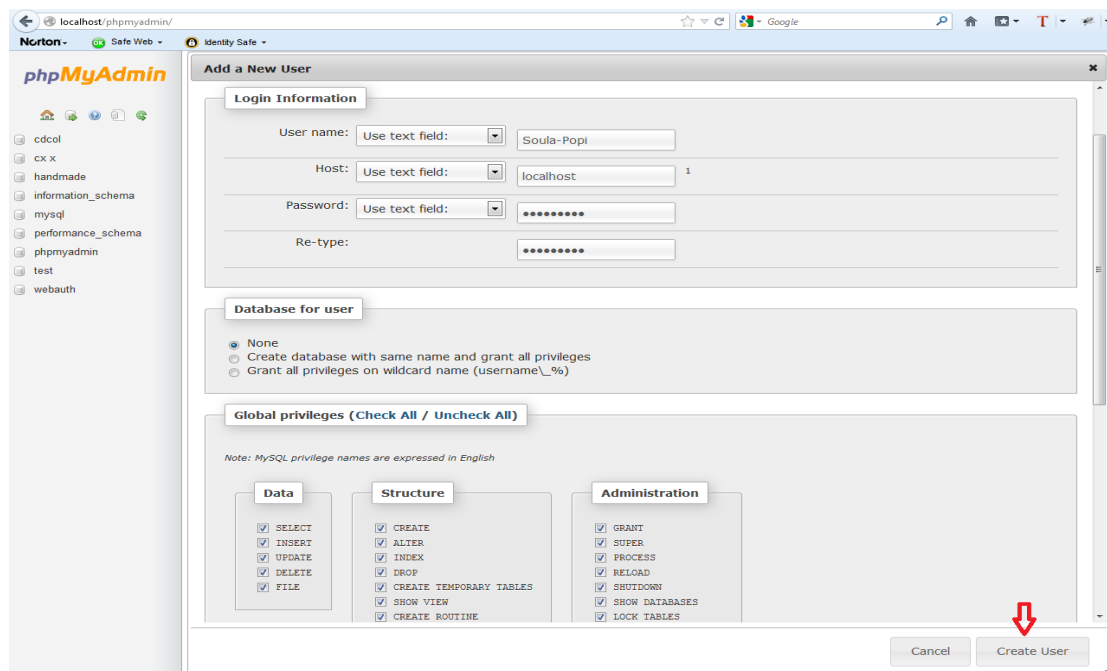 localhost/phpmyadmin/
Google
Norton
OK Safe Web
Identity Safe
phpMyAdmin
cdcol
cx x
handmade
information_schema
mysql
performance_schema
phpmyadmin
test
webauth
Add a New User
Login Information
User name: Use text field: Soula-Popi
Host: Use text field: localhost 1
Password: Use text field: •••••••••
Re-type: •••••••••
Database for user
None
Create database with same name and grant all privileges
Grant all privileges on wildcard name (username\_%)
Global privileges (Check All / Uncheck All)
Note: MySQL privilege names are expressed in English
Data
SELECT
INSERT
UPDATE
DELETE
FILE
Structure
CREATE
ALTER
INDEX
DROP
CREATE TEMPORARY TABLES
SHOW VIEW
CREATE ROUTINE
Administration
GRANT
SUPER
PROCESS
RELOAD
SHUTDOWN
SHOW DATABASES
LOCK TABLES
Cancel
Create User